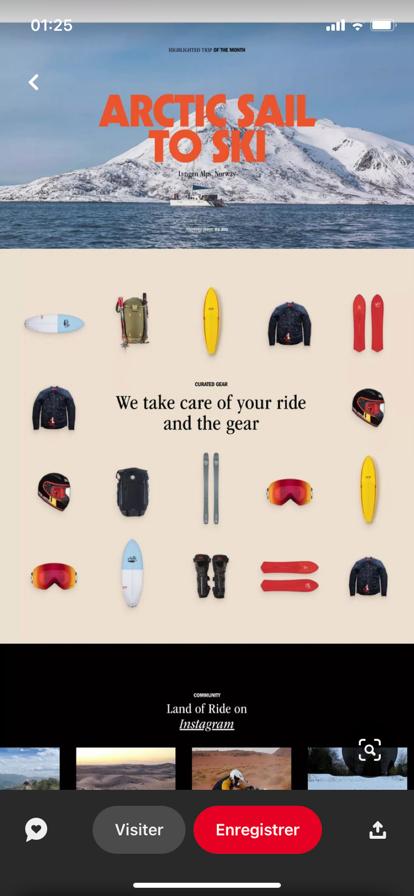 01:25
HIGHLIGHTED TRIP OF THE MONTH
ARCTIC SAIL
TO SKI
Lyngen Alps, Norway
CURATED GEAR
We take care of your ride
and the gear
COMMUNITY
Land of Ride on
Instagram
Visiter
Enregistrer